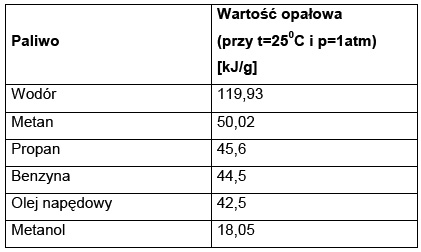 Paliwo
Wartość opałowa
(przy t=25⁰C i p=1atm)
[kJ/g]
Wodór 119,93
Metan 50,02
Propan 45,6
Benzyna 44,5
Olej napędowy 42,5
Metanol 18,05